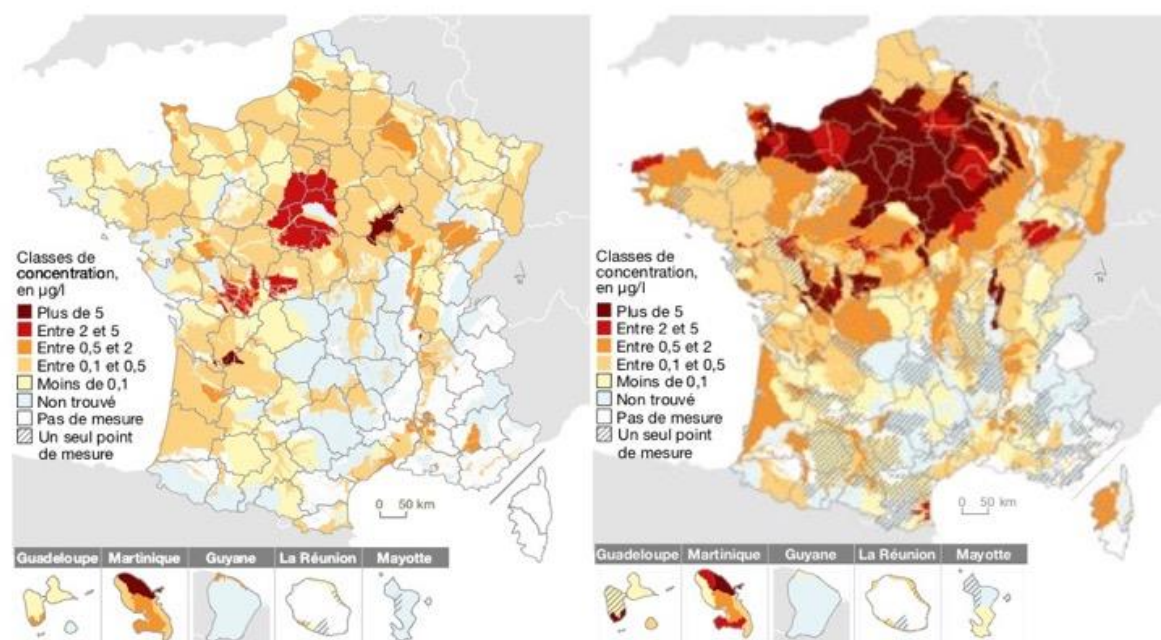 Classes de
concentration,
en µg/l
Plus de 5
Entre 2 et 5
Entre 0,5 et 2
Entre 0,1 et 0,5
Moins de 0,1
Non trouvé
Pas de mesure
Un seul point
de mesure
0 50 km
N
Guadeloupe Martinique Guyane La Réunion Mayotte
Classes de
concentration,
en µg/l
Plus de 5
Entre 2 et 5
Entre 0,5 et 2
Entre 0,1 et 0,5
Moins de 0,1
Non trouvé
Pas de mesure
Un seul point
de mesure
0 50 km
N
Guadeloupe Martinique Guyane La Réunion Mayotte